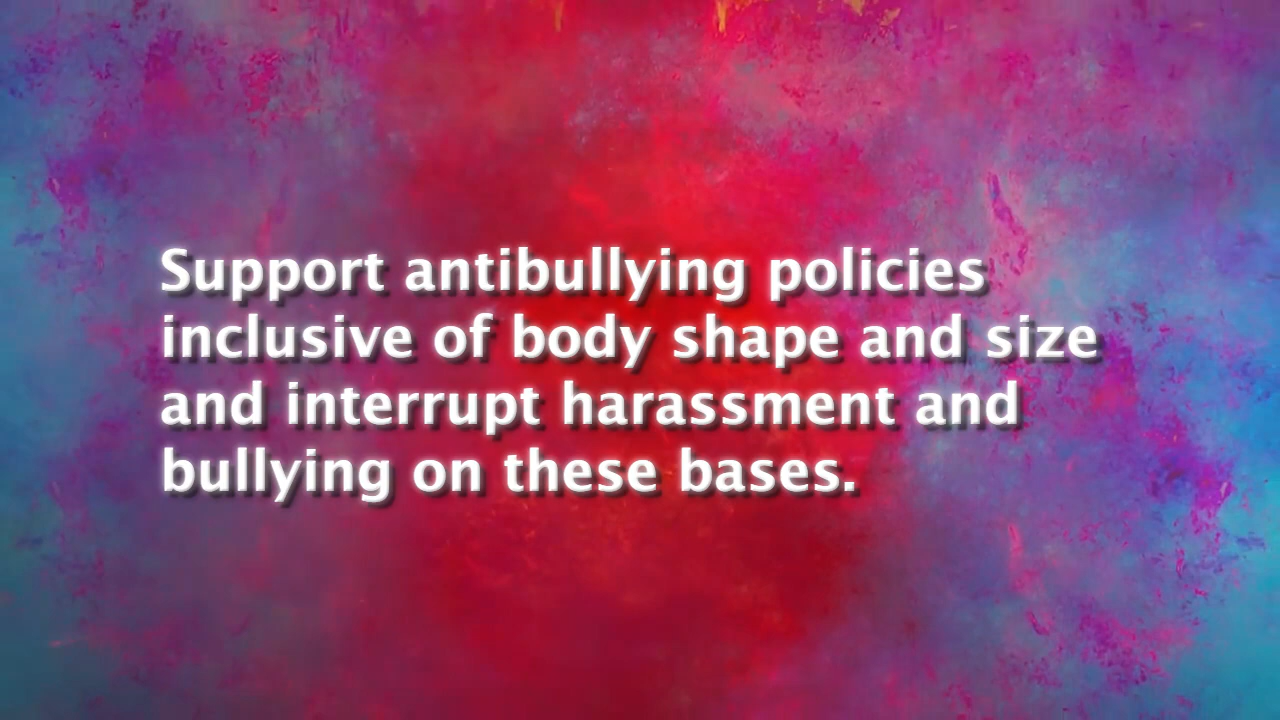 Support antibullying policies
inclusive of body shape and size
and interrupt harassment and
bullying on these bases.